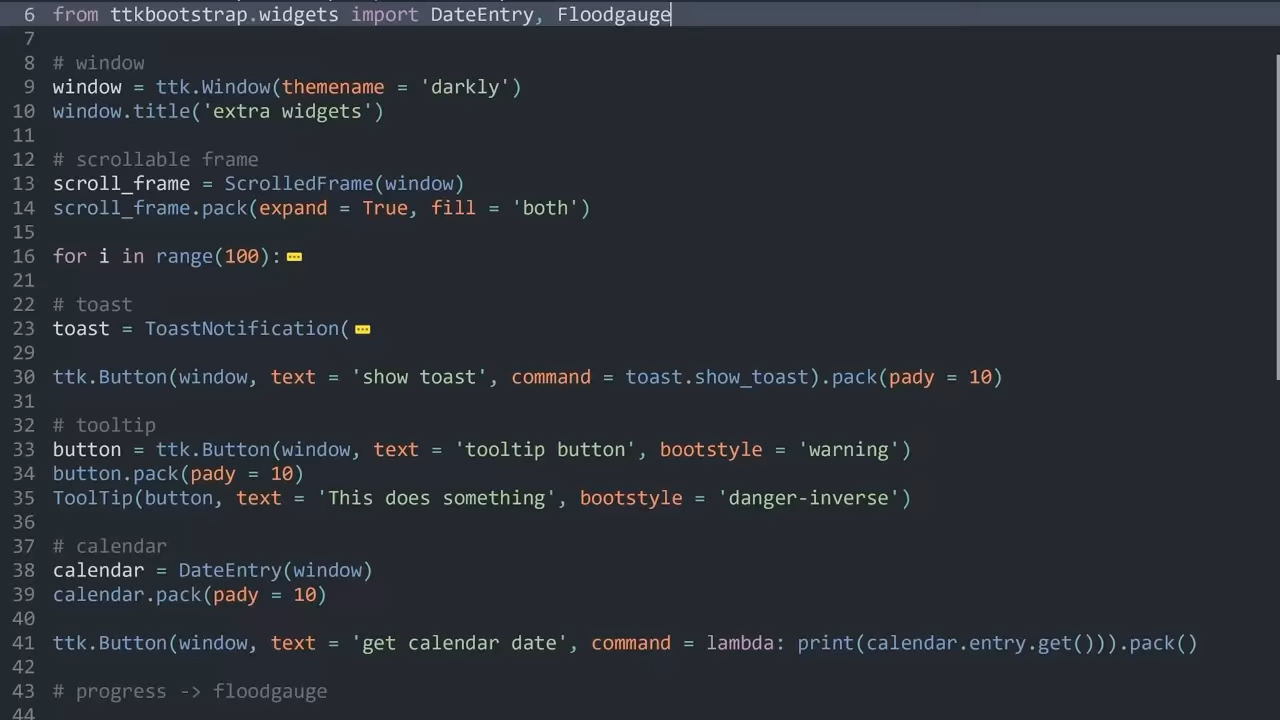 6 from ttkbootstrap.widgets import DateEntry, Floodgauge
7
8 # window
9 window = ttk.Window(themename = 'darkly')
10 window.title('extra widgets')
11
12 # scrollable frame
13 scroll_frame = ScrolledFrame(window)
14 scroll_frame.pack(expand = True, fill = 'both')
15
16 for i in range(100):
21
22 # toast
23 toast = ToastNotification(
29
30 ttk.Button(window, text = 'show toast', command = toast.show_toast).pack(pady = 10)
31
32 # tooltip
33 button = ttk.Button(window, text = 'tooltip button', bootstyle = 'warning')
34 button.pack(pady = 10)
35 ToolTip(button, text = 'This does something', bootstyle = 'danger-inverse')
36
37 # calendar
38 calendar = DateEntry(window)
39 calendar.pack(pady = 10)
40
41 ttk.Button(window, text = 'get calendar date', command = lambda: print(calendar.entry.get())).pack()
42
43 # progress -> floodgauge
44